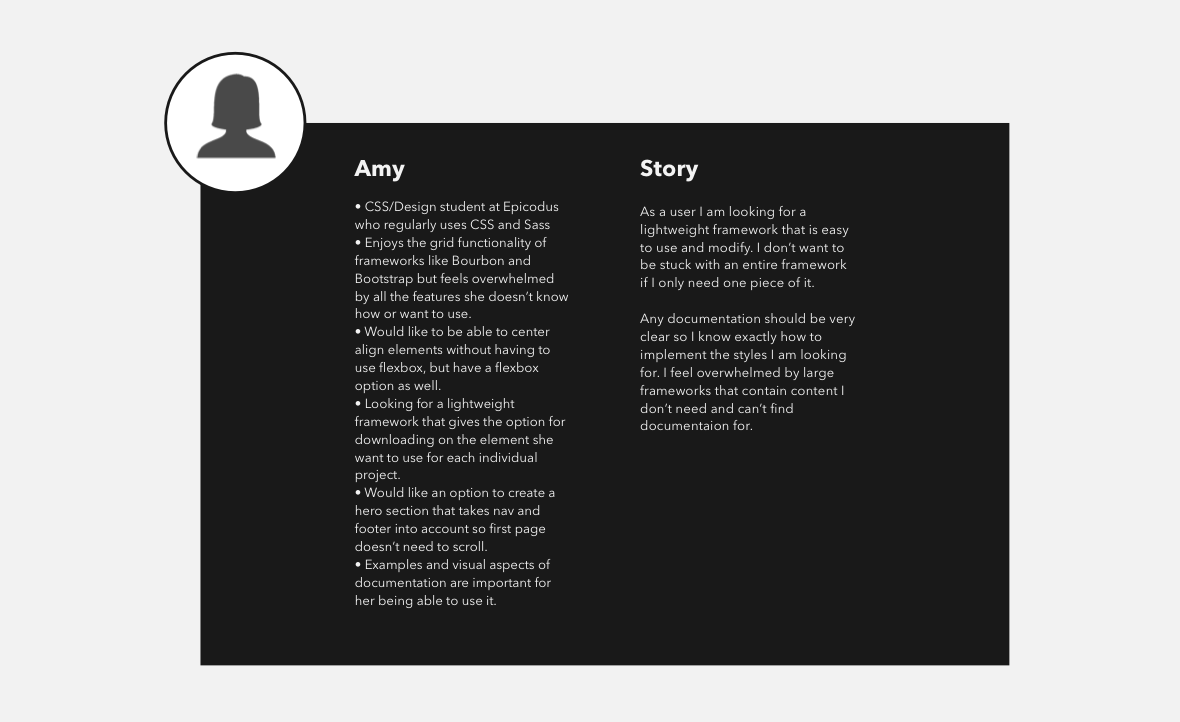 Amy
• CSS/Design student at Epicodus
who regularly uses CSS and Sass
• Enjoys the grid functionality of
frameworks like Bourbon and
Bootstrap but feels overwhelmed
by all the features she doesn’t know
how or want to use.
• Would like to be able to center
align elements without having to
use flexbox, but have a flexbox
option as well.
• Looking for a lightweight
framework that gives the option for
downloading on the element she
want to use for each individual
project.
• Would like an option to create a
hero section that takes nav and
footer into account so first page
doesn’t need to scroll.
• Examples and visual aspects of
documentation are important for
her being able to use it.
Story
As a user I am looking for a
lightweight framework that is easy
to use and modify. I don’t want to
be stuck with an entire framework
if I only need one piece of it.
Any documentation should be very
clear so I know exactly how to
implement the styles I am looking
for. I feel overwhelmed by large
frameworks that contain content I
don’t need and can’t find
documentaion for.